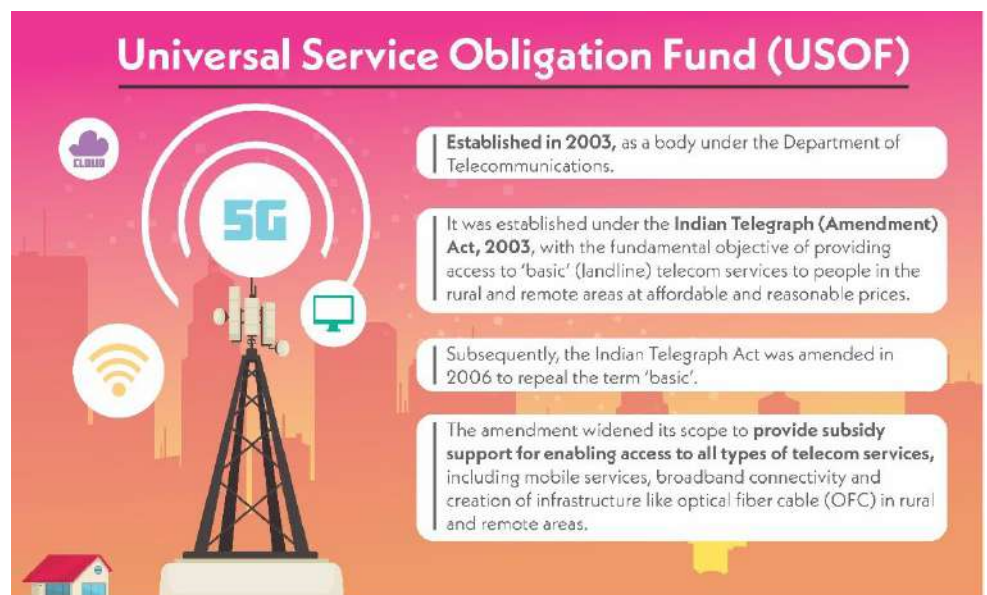 Universal Service Obligation Fund (USOF)
CLOUD
5G
Established in 2003, as a body under the Department of
Telecommunications.
It was established under the Indian Telegraph (Amendment)
Act, 2003, with the fundamental objective of providing
access to ‘basic’ (landline) telecom services to people in the
rural and remote areas at affordable and reasonable prices.
Subsequently, the Indian Telegraph Act was amended in
2006 to repeal the term ‘basic’.
The amendment widened its scope to provide subsidy
support for enabling access to all types of telecom services,
including mobile services, broadband connectivity and
creation of infrastructure like optical fiber cable (OFC) in rural
and remote areas.